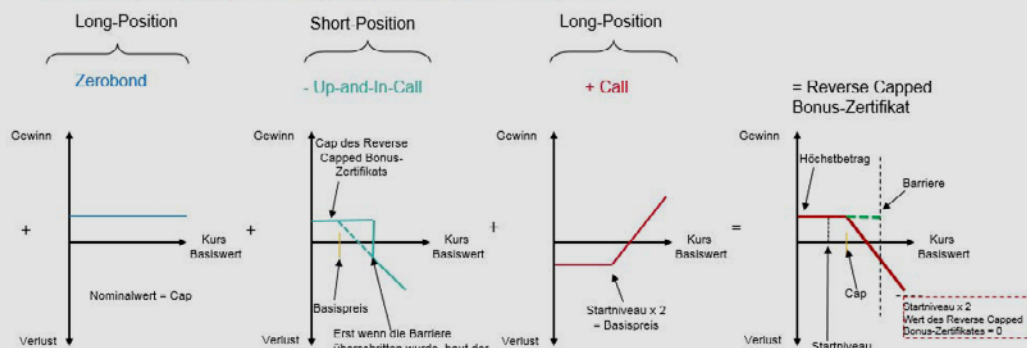 Long-Position
Short-Position
Long-Position
Zerobond
- Up-and-In-Call
+ Call
= Reverse Capped
Bonus-Zertifikat
Gewinn
Gewinn
Gewinn
Gewinn
Cap des Reverse
Capped Bonus-
Zertifikats
Höchstbetrag
Barriere
+
+
+
=
Kurs
Basiswert
Kurs
Basiswert
Kurs
Basiswert
Kurs
Basiswert
Nominalwert = Cap
Basispreis
Startniveau x 2
= Basispreis
Cap
Startniveau x 2
Wert des Reverse Capped
Bonus-Zertifikates = 0
Erst wenn die Barriere
überschritten wurde, baut der
Verlust
Verlust
Verlust
Verlust
Startniveau